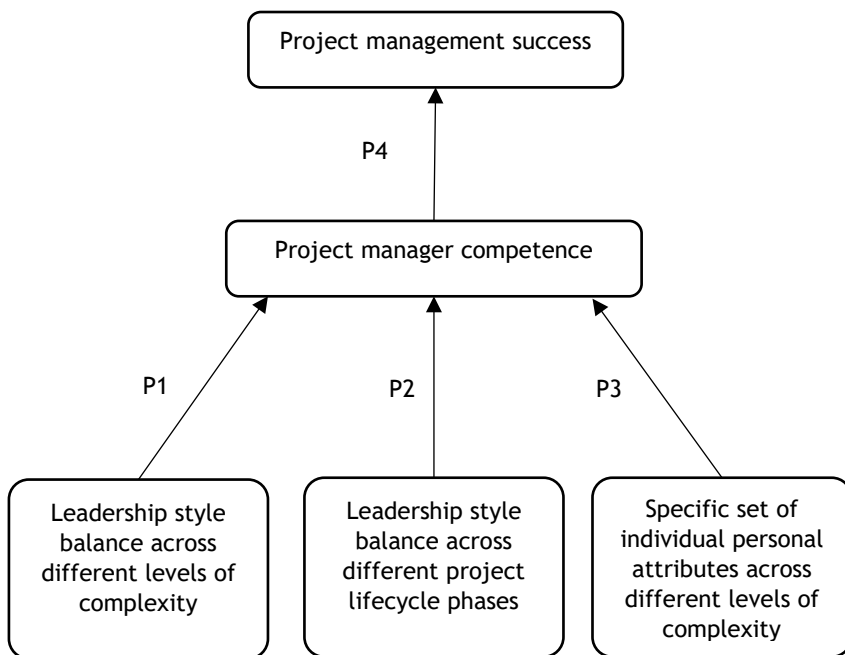 Project management success
P4
Project manager competence
P1
P2
P3
Leadership style
balance across
different levels of
complexity
Leadership style
balance across
different project
lifecycle phases
Specific set of
individual personal
attributes across
different levels of
complexity